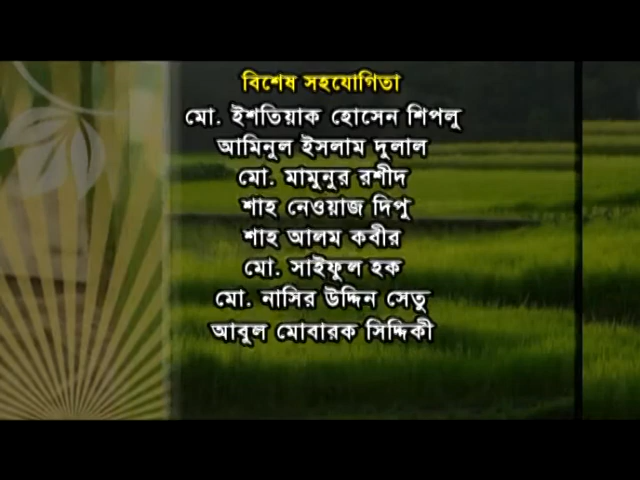 বিশেষ সহযোগিতা
মো. ইশতিয়াক হোসেন শিপলু
আমিনুল ইসলাম দুলাল
মো. মামুনুর রশীদ
শাহ নেওয়াজ দিপু
শাহ আলম কবীর
মো. সাইফুল হক
মো. নাসির উদ্দিন সেতু
আবুল মোবারক সিদ্দিকী